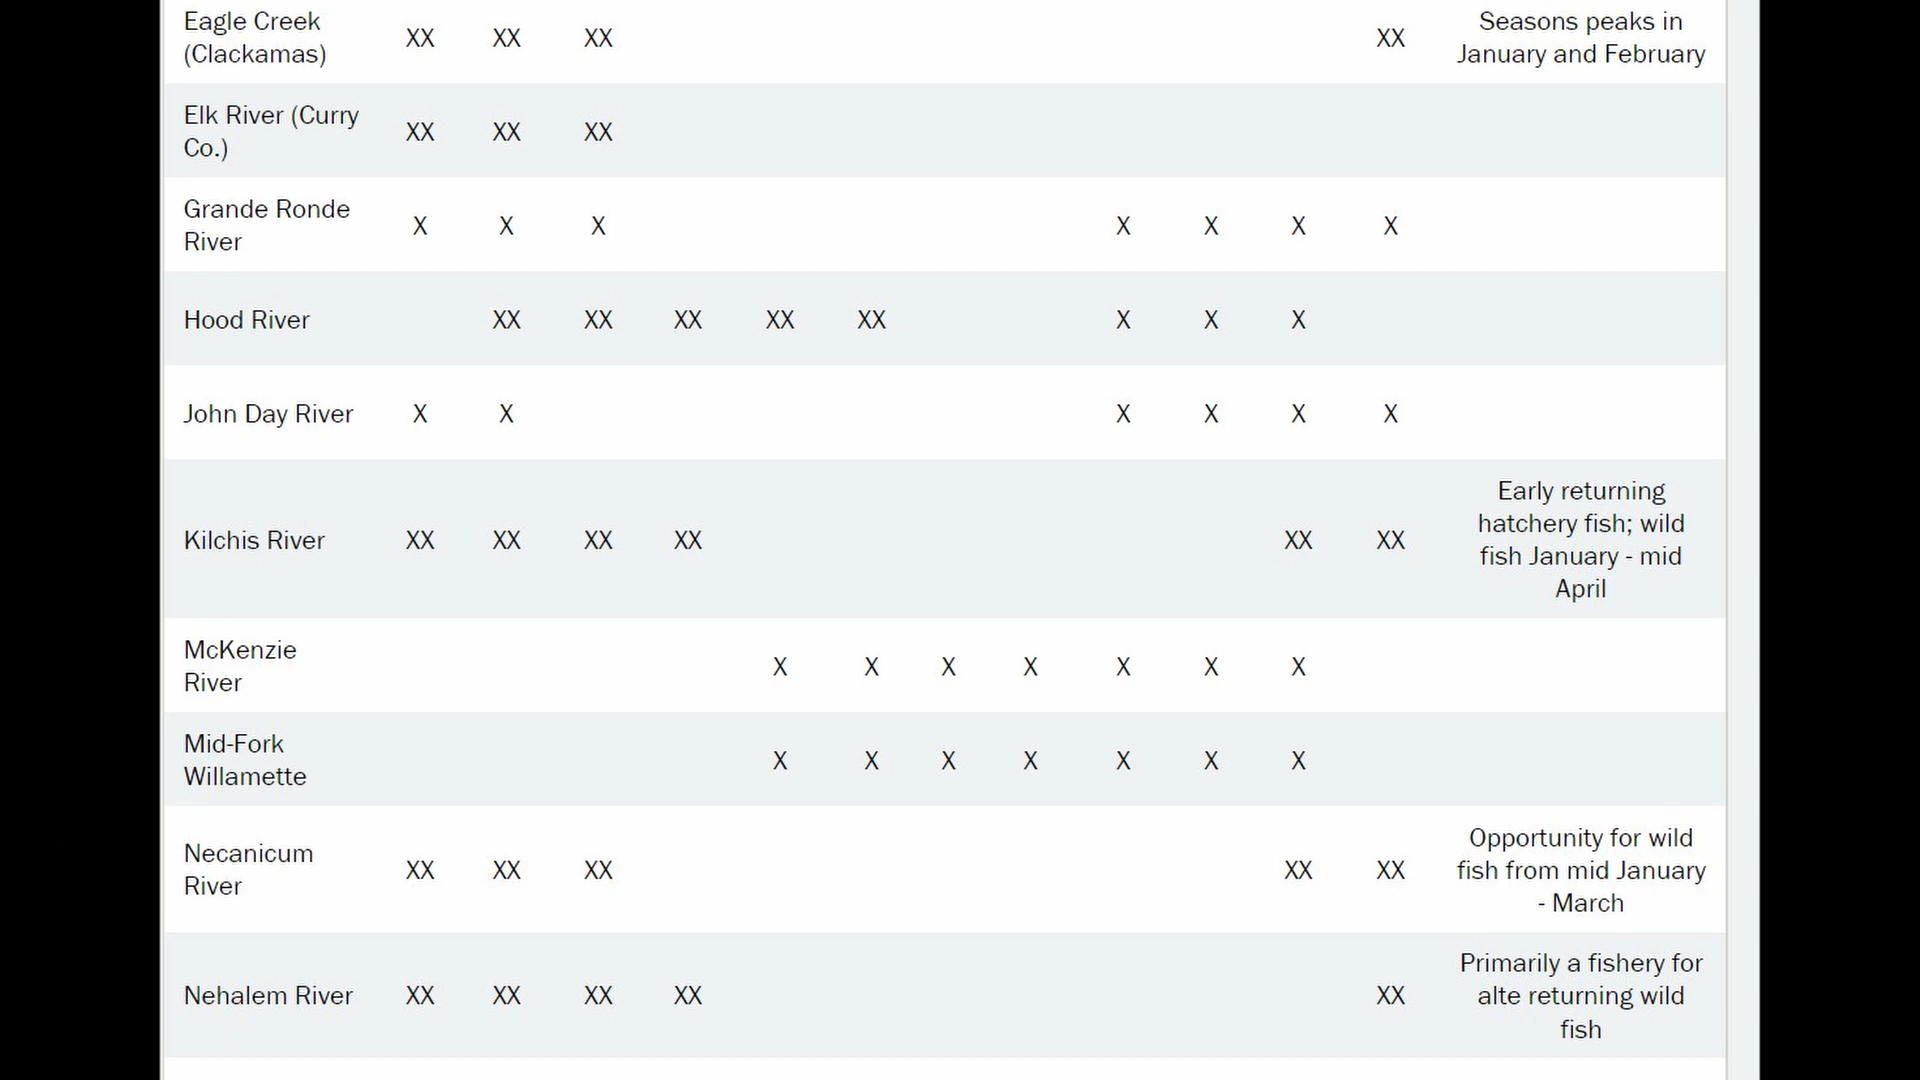 Eagle Creek
(Clackamas)
XX XX XX XX
Seasons peaks in
January and February
Elk River (Curry
Co.)
XX XX XX
Grande Ronde
River
X X X X X X X
Hood River XX XX XX XX XX X X X
John Day River X X X X X X
Kilchis River XX XX XX XX XX XX
Early returning
hatchery fish; wild
fish January - mid
April
McKenzie
River
X X X X X X X
Mid-Fork
Willamette
X X X X X X X
Necanicum
River
XX XX XX XX XX
Opportunity for wild
fish from mid January
- March
Nehalem River XX XX XX XX XX
Primarily a fishery for
alte returning wild
fish